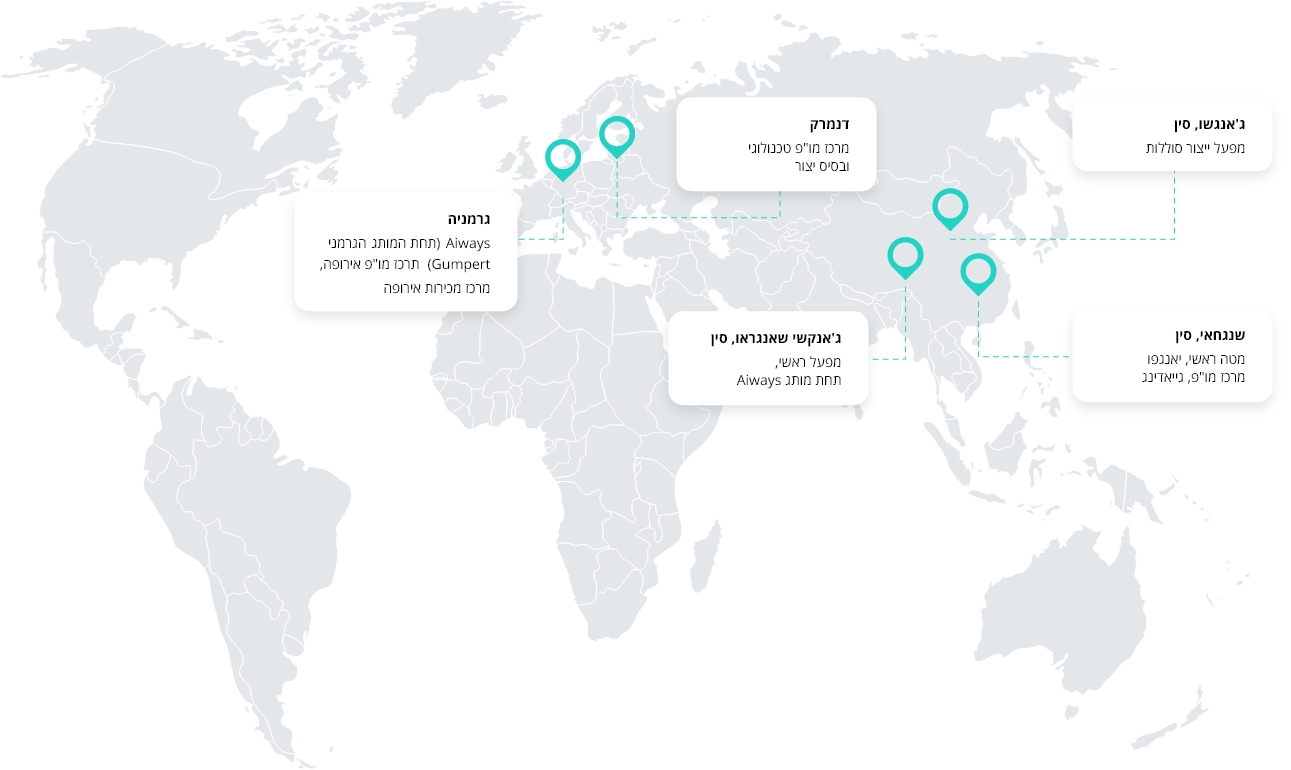 דנמרק
מרכז מו"פ טכנולוגי
ובסיס יצור
ג'אנגשו, סין
מפעל ייצור סוללות
גרמניה
Aiways (תחת המותג הגרמני
Gumpert)  תרכז מו"פ אירופה,
מרכז מכירות אירופה
ג'אנקשי שאנגראו, סין
מפעל ראשי,
תחת מותג Aiways
שנגחאי, סין
מטה ראשי, יאנגפו
מרכז מו"פ, גייאדינג